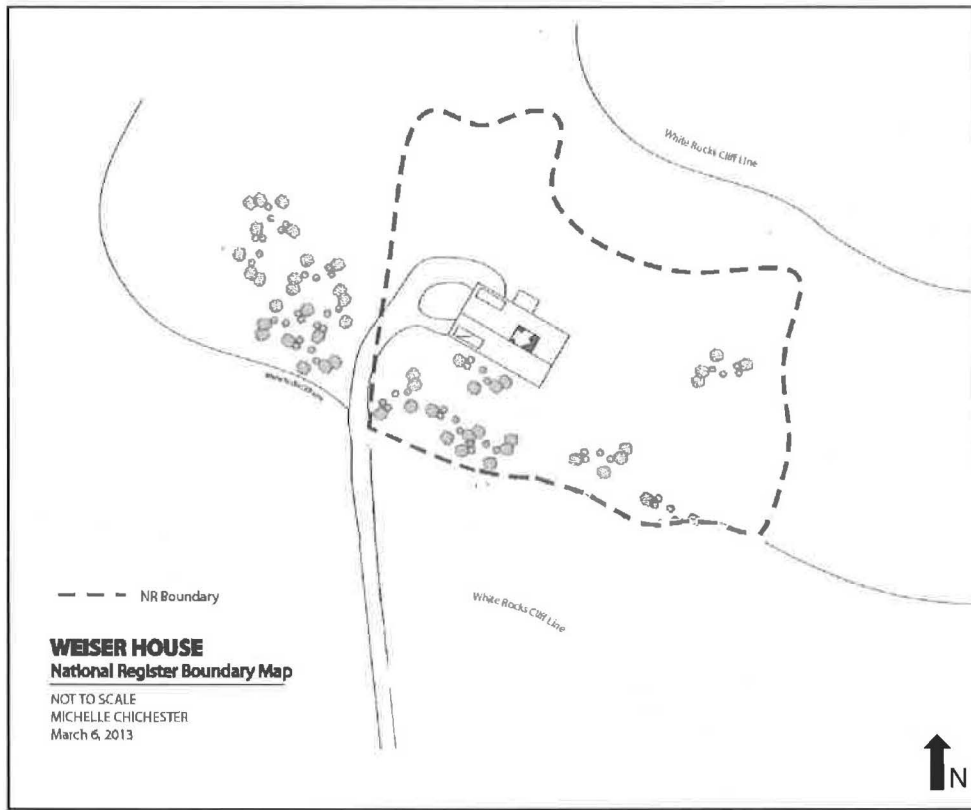 White Rocks Cliff Line
White Rocks Cliff Line
NR Boundary
WEISER HOUSE
National Register Boundary Map
NOT TO SCALE
MICHELLE CHICHESTER
March 6, 2013
N